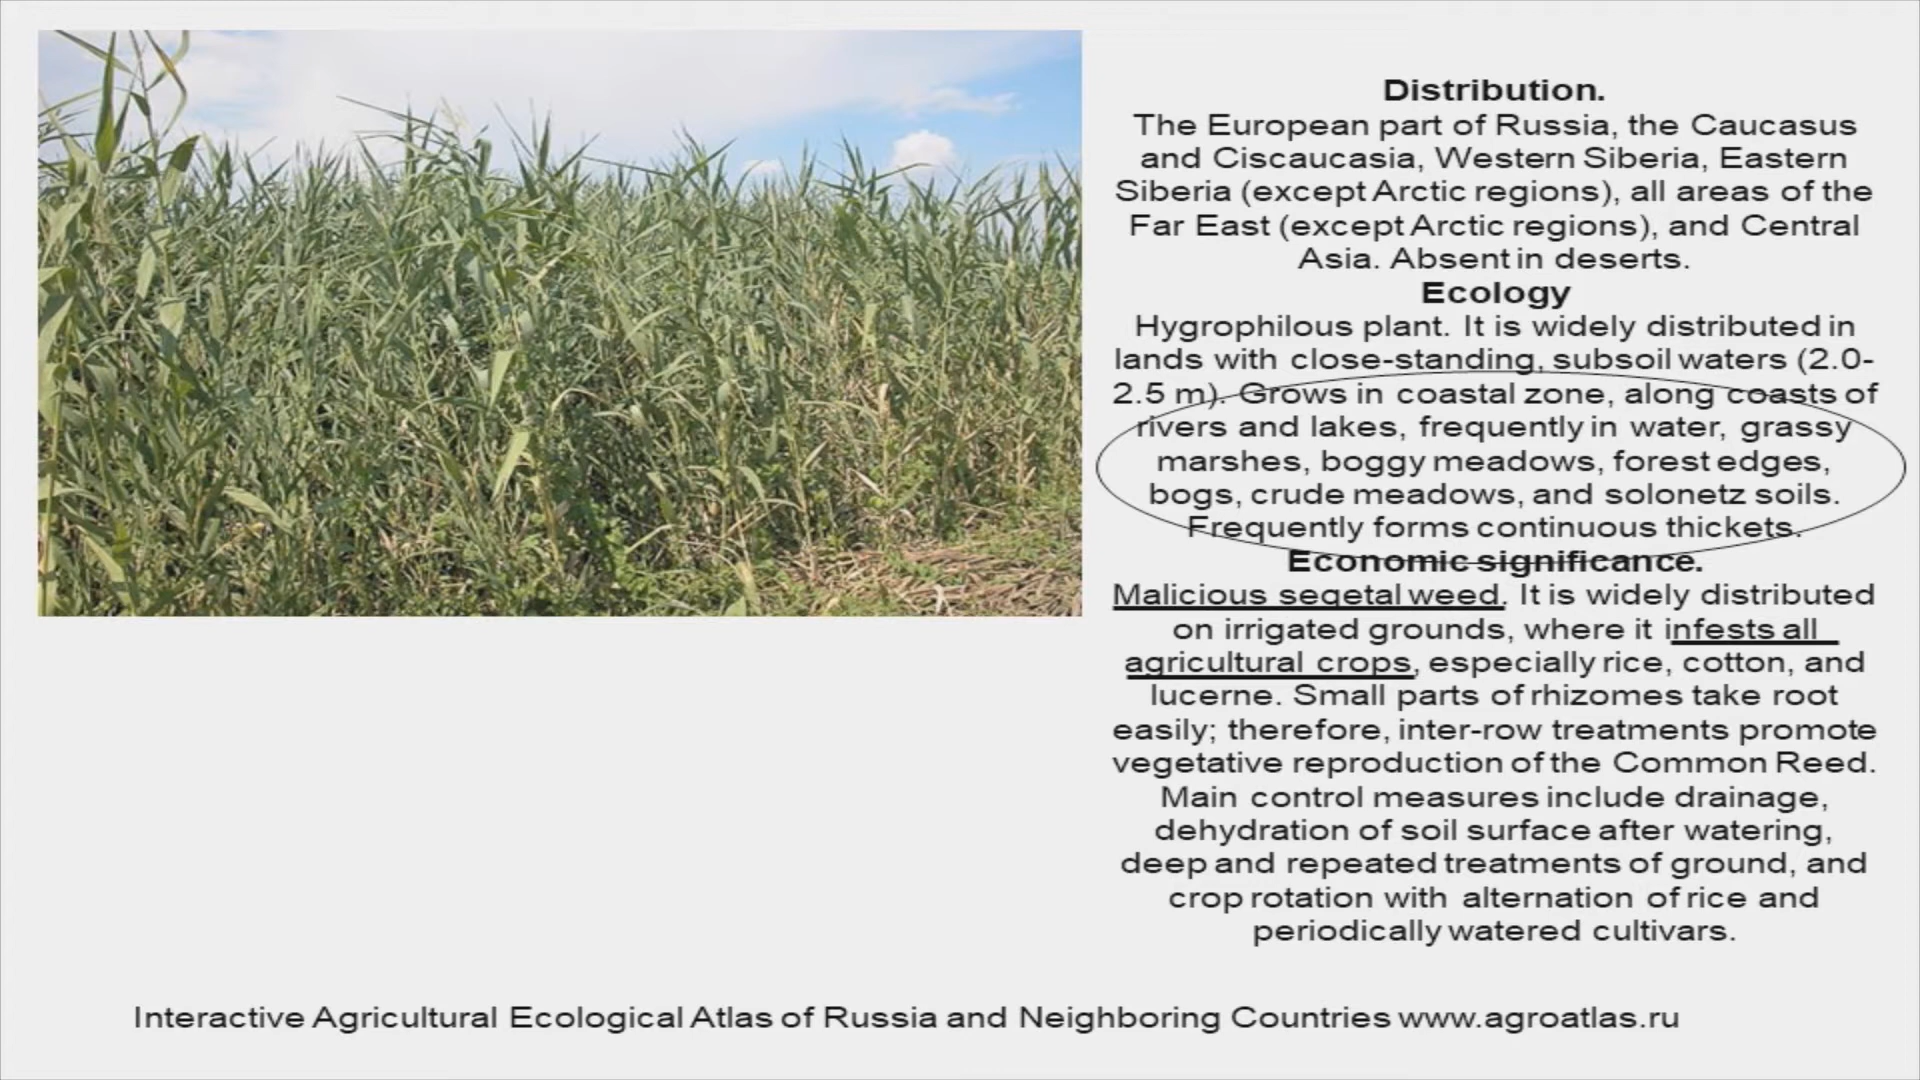 Distribution.
The European part of Russia, the Caucasus
and Ciscaucasia, Western Siberia, Eastern
Siberia (except Arctic regions), all areas of the
Far East (except Arctic regions), and Central
Asia. Absent in deserts.
Ecology
Hygrophilous plant. It is widely distributed in
lands with close-standing, subsoil waters (2.0-
2.5 m). Grows in coastal zone, along coasts of
rivers and lakes, frequently in water, grassy
marshes, boggy meadows, forest edges,
bogs, crude meadows, and solonetz soils.
Frequently forms continuous thickets.
Economic significance.
Malicious segetal weed. It is widely distributed
on irrigated grounds, where it infests all
agricultural crops, especially rice, cotton, and
lucerne. Small parts of rhizomes take root
easily; therefore, inter-row treatments promote
vegetative reproduction of the Common Reed.
Main control measures include drainage,
dehydration of soil surface after watering,
deep and repeated treatments of ground, and
crop rotation with alternation of rice and
periodically watered cultivars.
Interactive Agricultural Ecological Atlas of Russia and Neighboring Countries www.agroatlas.ru